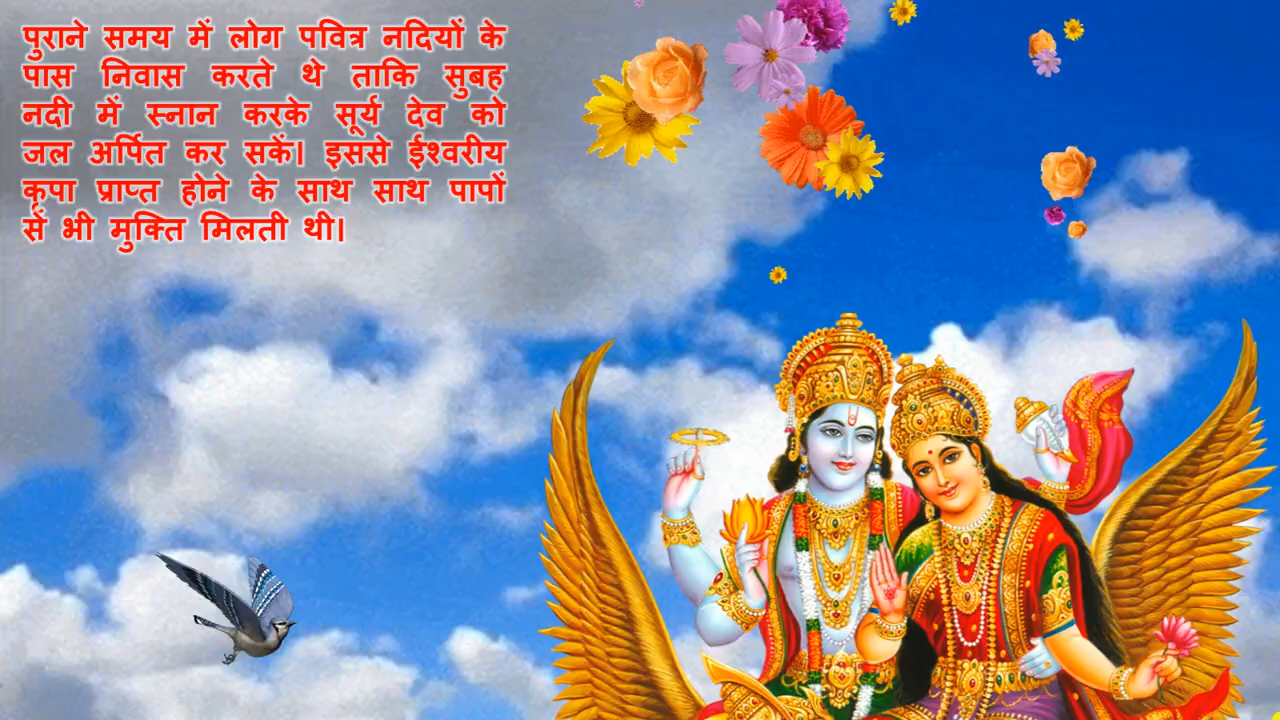 पुराने समय में लोग पवित्र नदियों के
पास निवास करते थे ताकि सुबह
नदी में स्नान करके सूर्य देव को
जल अर्पित कर सकें। इससे ईश्वरीय
कृपा प्राप्त होने के साथ साथ पापों
से भी मुक्ति मिलती थी।